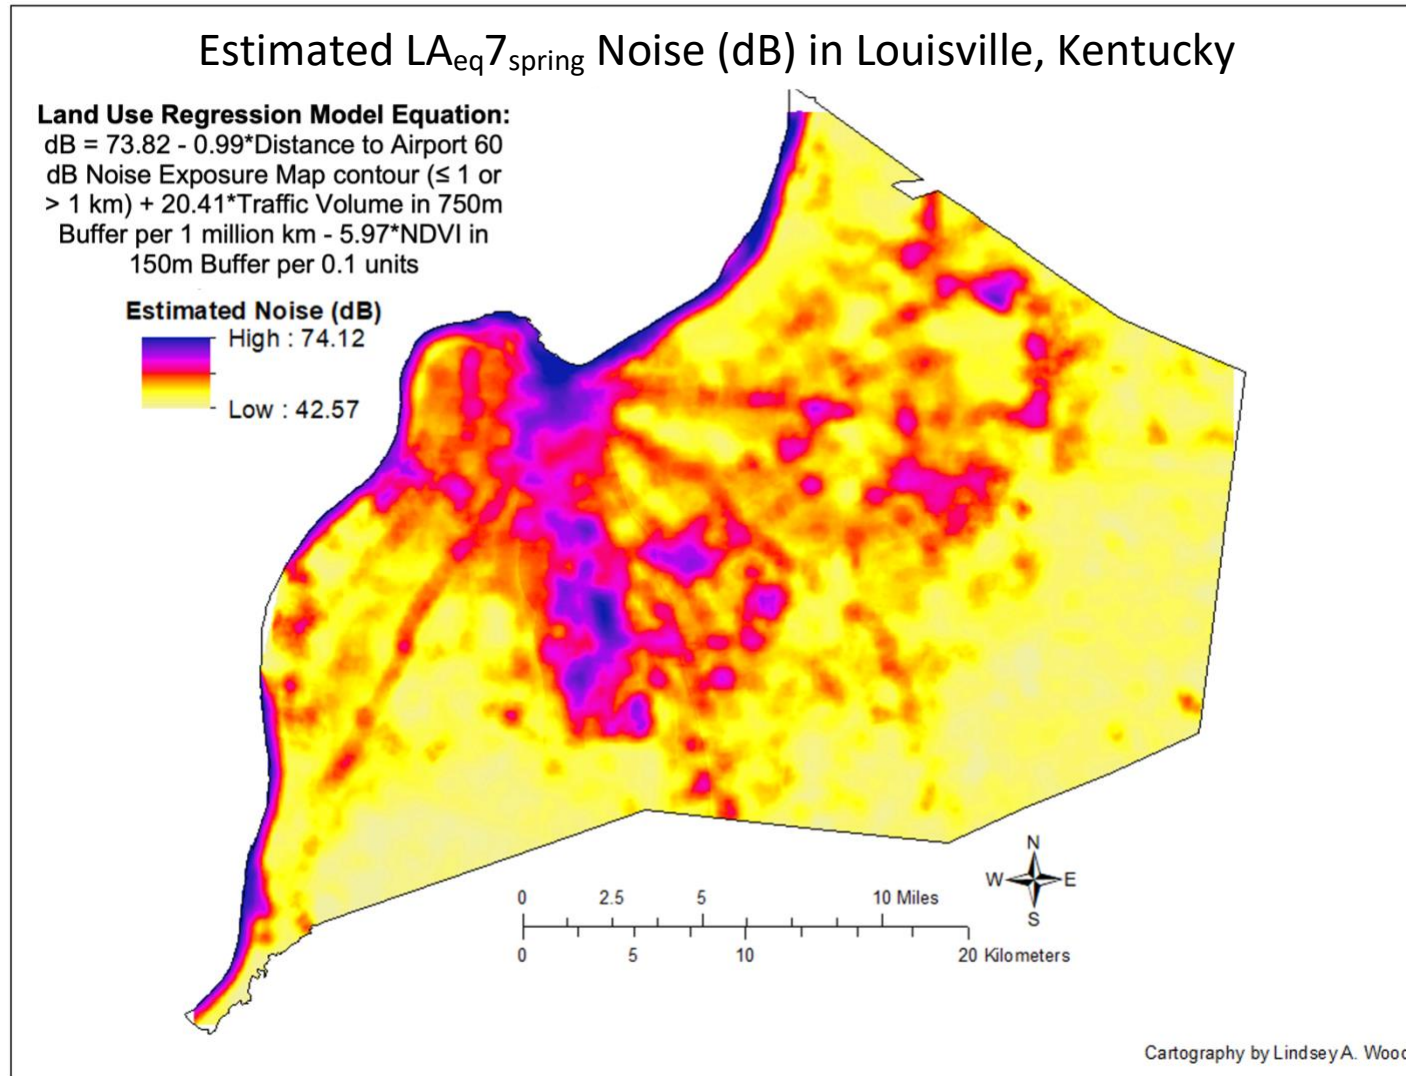 Estimated LAeq7spring Noise (dB) in Louisville, Kentucky
Land Use Regression Model Equation:
dB = 73.82 - 0.99*Distance to Airport 60
dB Noise Exposure Map contour (≤ 1 or
> 1 km) + 20.41*Traffic Volume in 750m
Buffer per 1 million km - 5.97*NDVI in
150m Buffer per 0.1 units
Estimated Noise (dB)
High : 74.12
Low : 42.57
N
W E
S
0 2.5 5 10 Miles
0 5 10 20 Kilometers
Cartography by Lindsey A. Wood